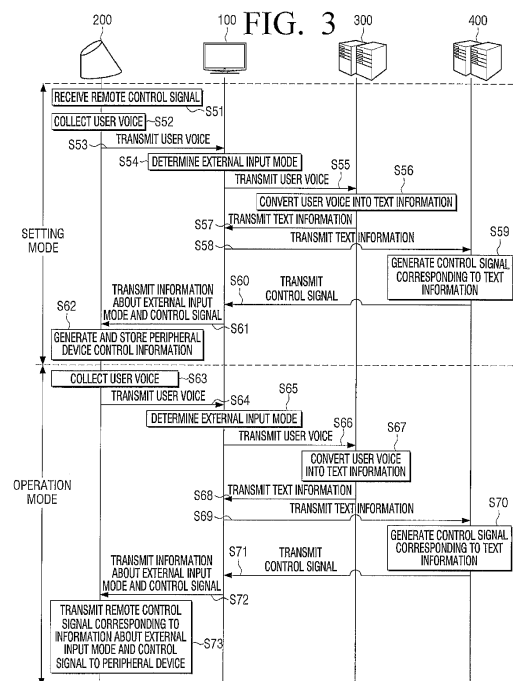 FIG. 3
200
100
300
400
RECEIVE REMOTE CONTROL SIGNAL
S51
COLLECT USER VOICE
S52
TRANSMIT USER VOICE
S53
S54
DETERMINE EXTERNAL INPUT MODE
S55
TRANSMIT USER VOICE
S56
CONVERT USER VOICE INTO TEXT INFORMATION
S57
TRANSMIT TEXT INFORMATION
S58
TRANSMIT TEXT INFORMATION
S59
GENERATE CONTROL SIGNAL
CORRESPONDING TO TEXT
INFORMATION
SETTING
MODE
S60
TRANSMIT
CONTROL SIGNAL
TRANSMIT INFORMATION
ABOUT EXTERNAL INPUT
MODE AND CONTROL SIGNAL
S61
S62
GENERATE AND STORE PERIPHERAL
DEVICE CONTROL INFORMATION
COLLECT USER VOICE
S63
TRANSMIT USER VOICE
S64
S65
DETERMINE EXTERNAL INPUT MODE
TRANSMIT USER VOICE
S66
S67
CONVERT USER VOICE
INTO TEXT INFORMATION
OPERATION
MODE
S68
TRANSMIT TEXT INFORMATION
S69
TRANSMIT TEXT INFORMATION
S70
GENERATE CONTROL SIGNAL
CORRESPONDING TO TEXT
INFORMATION
S71
TRANSMIT
CONTROL SIGNAL
TRANSMIT INFORMATION
ABOUT EXTERNAL INPUT
MODE AND CONTROL SIGNAL
S72
TRANSMIT REMOTE CONTROL
SIGNAL CORRESPONDING TO
INFORMATION ABOUT EXTERNAL
INPUT MODE AND CONTROL
SIGNAL TO PERIPHERAL DEVICE
S73